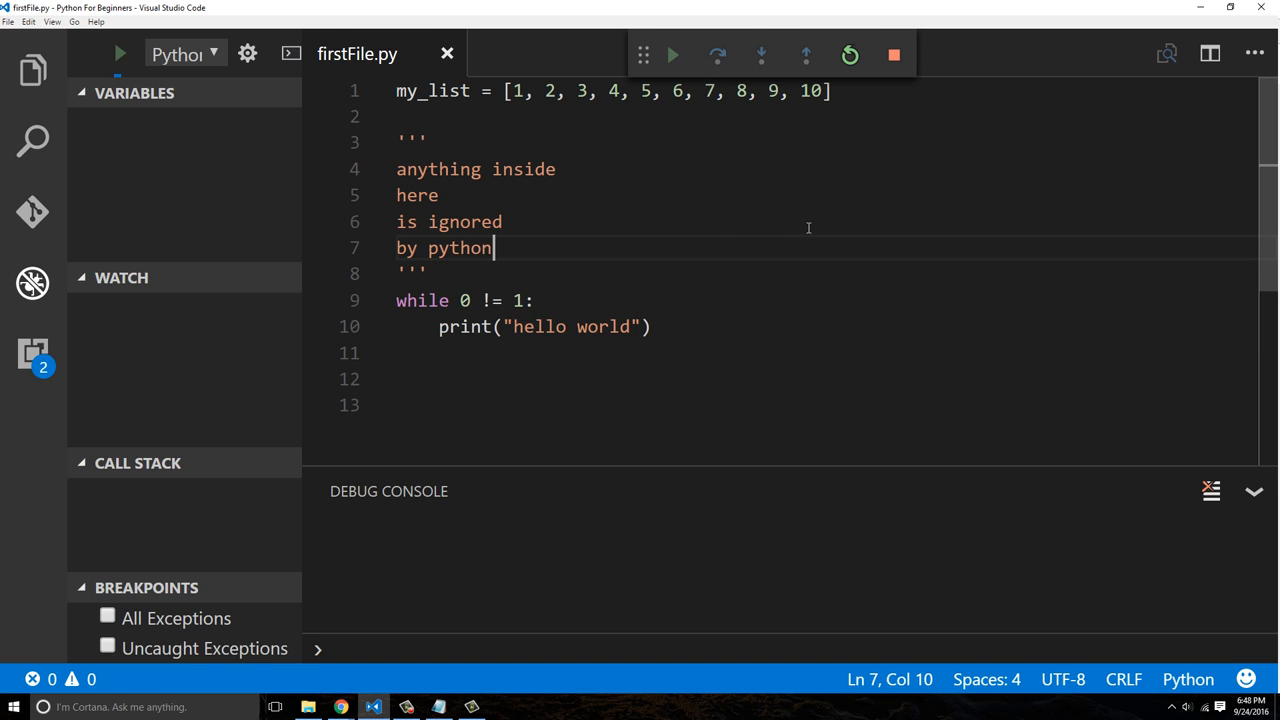 firstFile.py - Python For Beginners - Visual Studio Code
File Edit View Go Help
Pythor
firstFile.py
VARIABLES
WATCH
CALL STACK
BREAKPOINTS
All Exceptions
Uncaught Exceptions
2
1 my_list = [1, 2, 3, 4, 5, 6, 7, 8, 9, 10]
2
3 '''
4 anything inside
5 here
6 is ignored
7 by python
8 '''
9 while 0 != 1:
10 print("hello world")
11
12
13
DEBUG CONSOLE
0 0
Ln 7, Col 10 Spaces: 4 UTF-8 CRLF Python
I'm Cortana. Ask me anything.
6:48 PM
9/24/2016